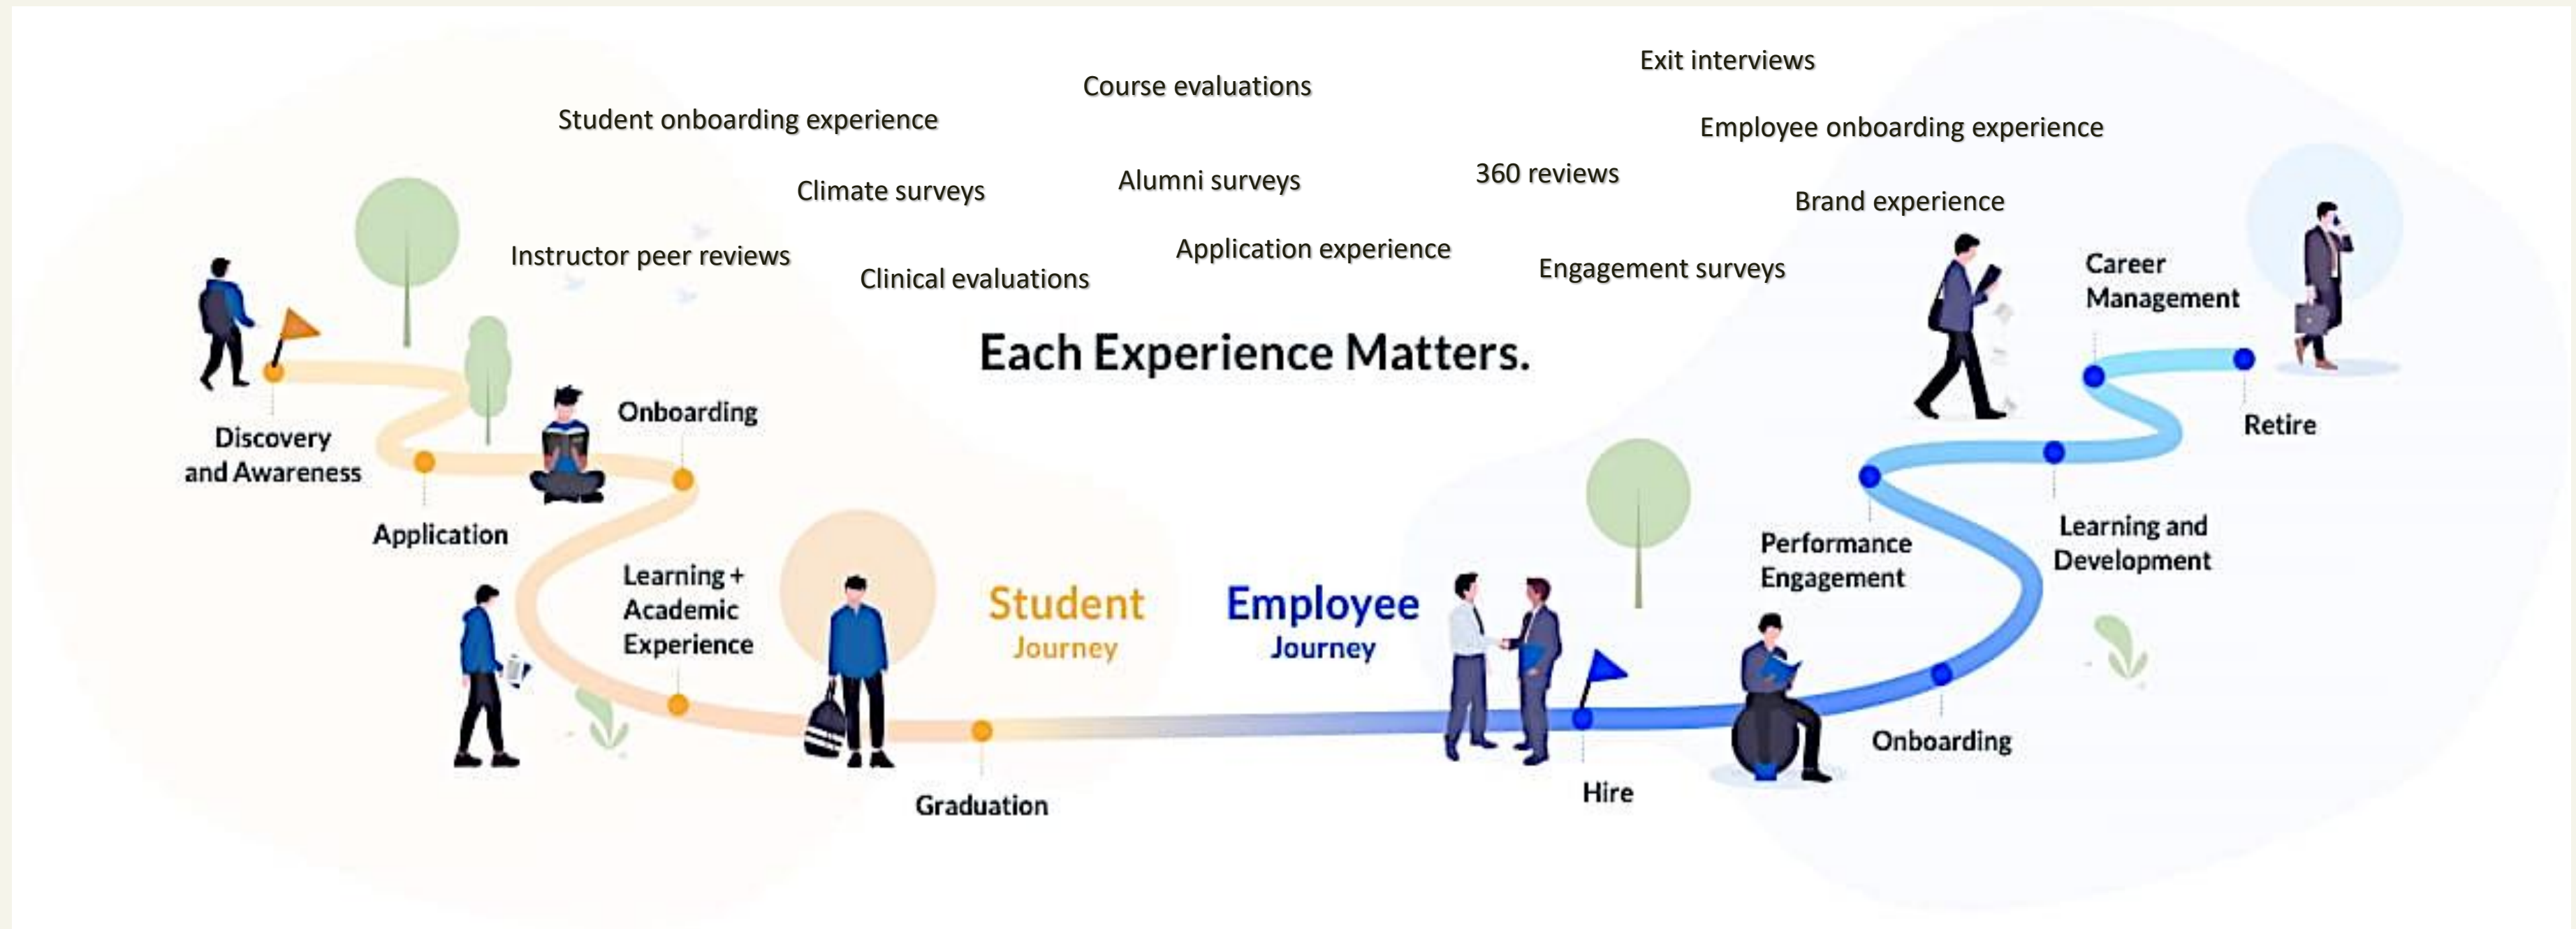 Exit interviews
Course evaluations
Student onboarding experience
Employee onboarding experience
Climate surveys
Alumni surveys
360 reviews
Brand experience
Instructor peer reviews
Clinical evaluations
Application experience
Engagement surveys
Each Experience Matters.
Discovery
and Awareness
Application
Onboarding
Learning +
Academic
Experience
Graduation
Student
Journey
Employee
Journey
Hire
Onboarding
Performance
Engagement
Learning and
Development
Career
Management
Retire